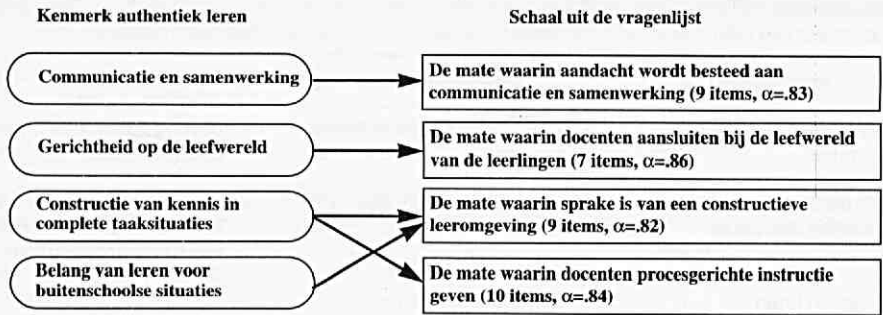 Kenmerk authentiek leren
Schaal uit de vragenlijst
Communicatie en samenwerking
De mate waarin aandacht wordt besteed aan
communicatie en samenwerking (9 items, α=.83)
Gerichtheid op de leefwereld
De mate waarin docenten aansluiten bij de leefwereld
van de leerlingen (7 items, α=.86)
Constructie van kennis in
complete taaksituaties
De mate waarin sprake is van een constructieve
leeromgeving (9 items, α=.82)
Belang van leren voor
buitenschoolse situaties
De mate waarin docenten procesgerichte instructie
geven (10 items, α=.84)